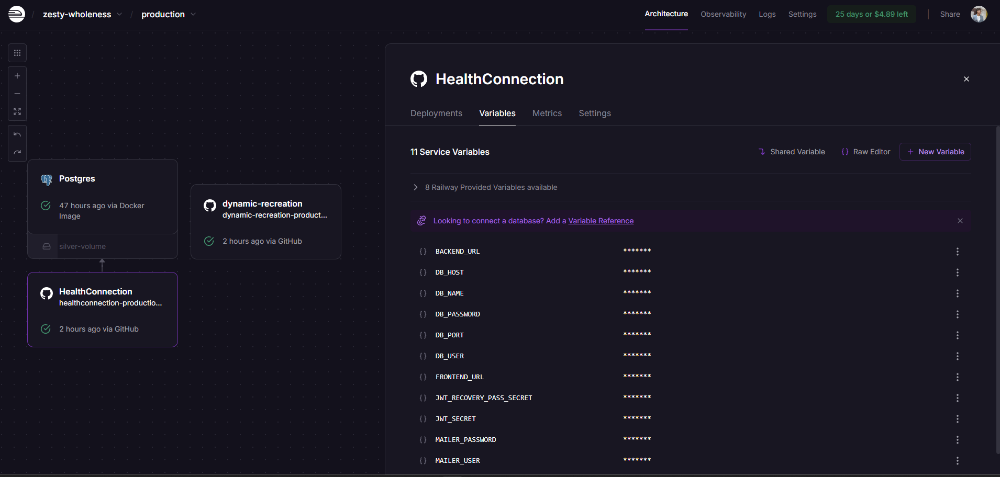 / zesty-wholeness / production
Architecture Observability Logs Settings 25 days or $4.89 left Share
Postgres
47 hours ago via Docker
Image
silver-volume
dynamic-recreation
dynamic-recreation-product...
2 hours ago via GitHub
HealthConnection
healthconnection-productio...
2 hours ago via GitHub
HealthConnection
Deployments Variables Metrics Settings
11 Service Variables
Shared Variable {} Raw Editor + New Variable
8 Railway Provided Variables available
Looking to connect a database? Add a Variable Reference
{} BACKEND_URL *******
{} DB_HOST *******
{} DB_NAME *******
{} DB_PASSWORD *******
{} DB_PORT *******
{} DB_USER *******
{} FRONTEND_URL *******
{} JWT_RECOVERY_PASS_SECRET *******
{} JWT_SECRET *******
{} MAILER_PASSWORD *******
{} MAILER_USER *******